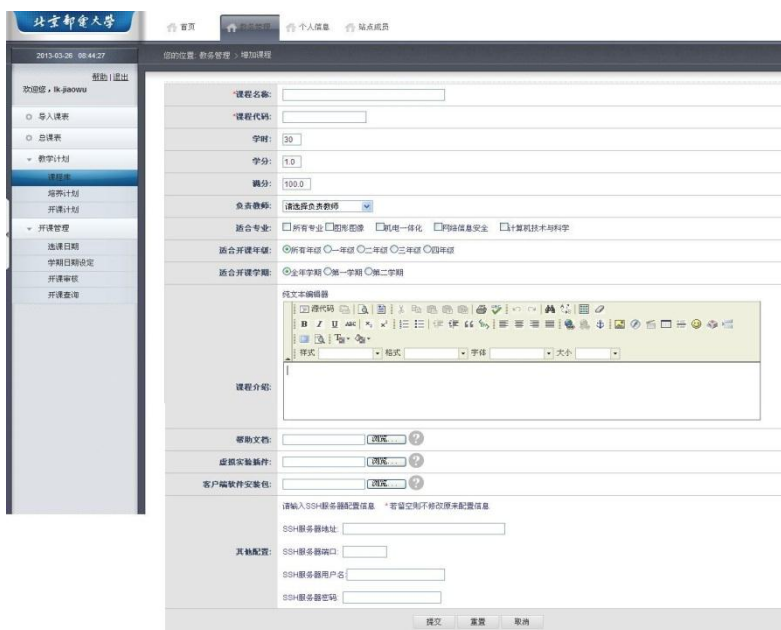 北京邮电大学
首页
教务管理
个人信息
站点成员
2013-03-26 08:44:27
您的位置: 教务管理 > 增加课程
帮助 | 退出
欢迎您，lk-jiaowu
导入课表
总课表
教学计划
课程库
培养计划
开课计划
开课管理
选课日期
学期日期设定
开课审核
开课查询
*课程名称:
*课程代码:
学时: 30
学分: 1.0
满分: 100.0
负责教师: 请选择负责教师
适合专业: 所有专业 图形图像 机电一体化 网络信息安全 计算机技术与科学
适合开课年级: 所有年级 一年级 二年级 三年级 四年级
适合开课学期: 全年学期 第一学期 第二学期
纯文本编辑器
源代码
B I U ABC
样式 格式 字体 大小
课程介绍:
帮助文档: 浏览...
虚拟实验插件: 浏览...
客户端软件安装包: 浏览...
请输入SSH服务器配置信息 *若留空则不修改原来配置信息
SSH服务器地址:
其他配置: SSH服务器端口:
SSH服务器用户名:
SSH服务器密码:
提交 重置 取消